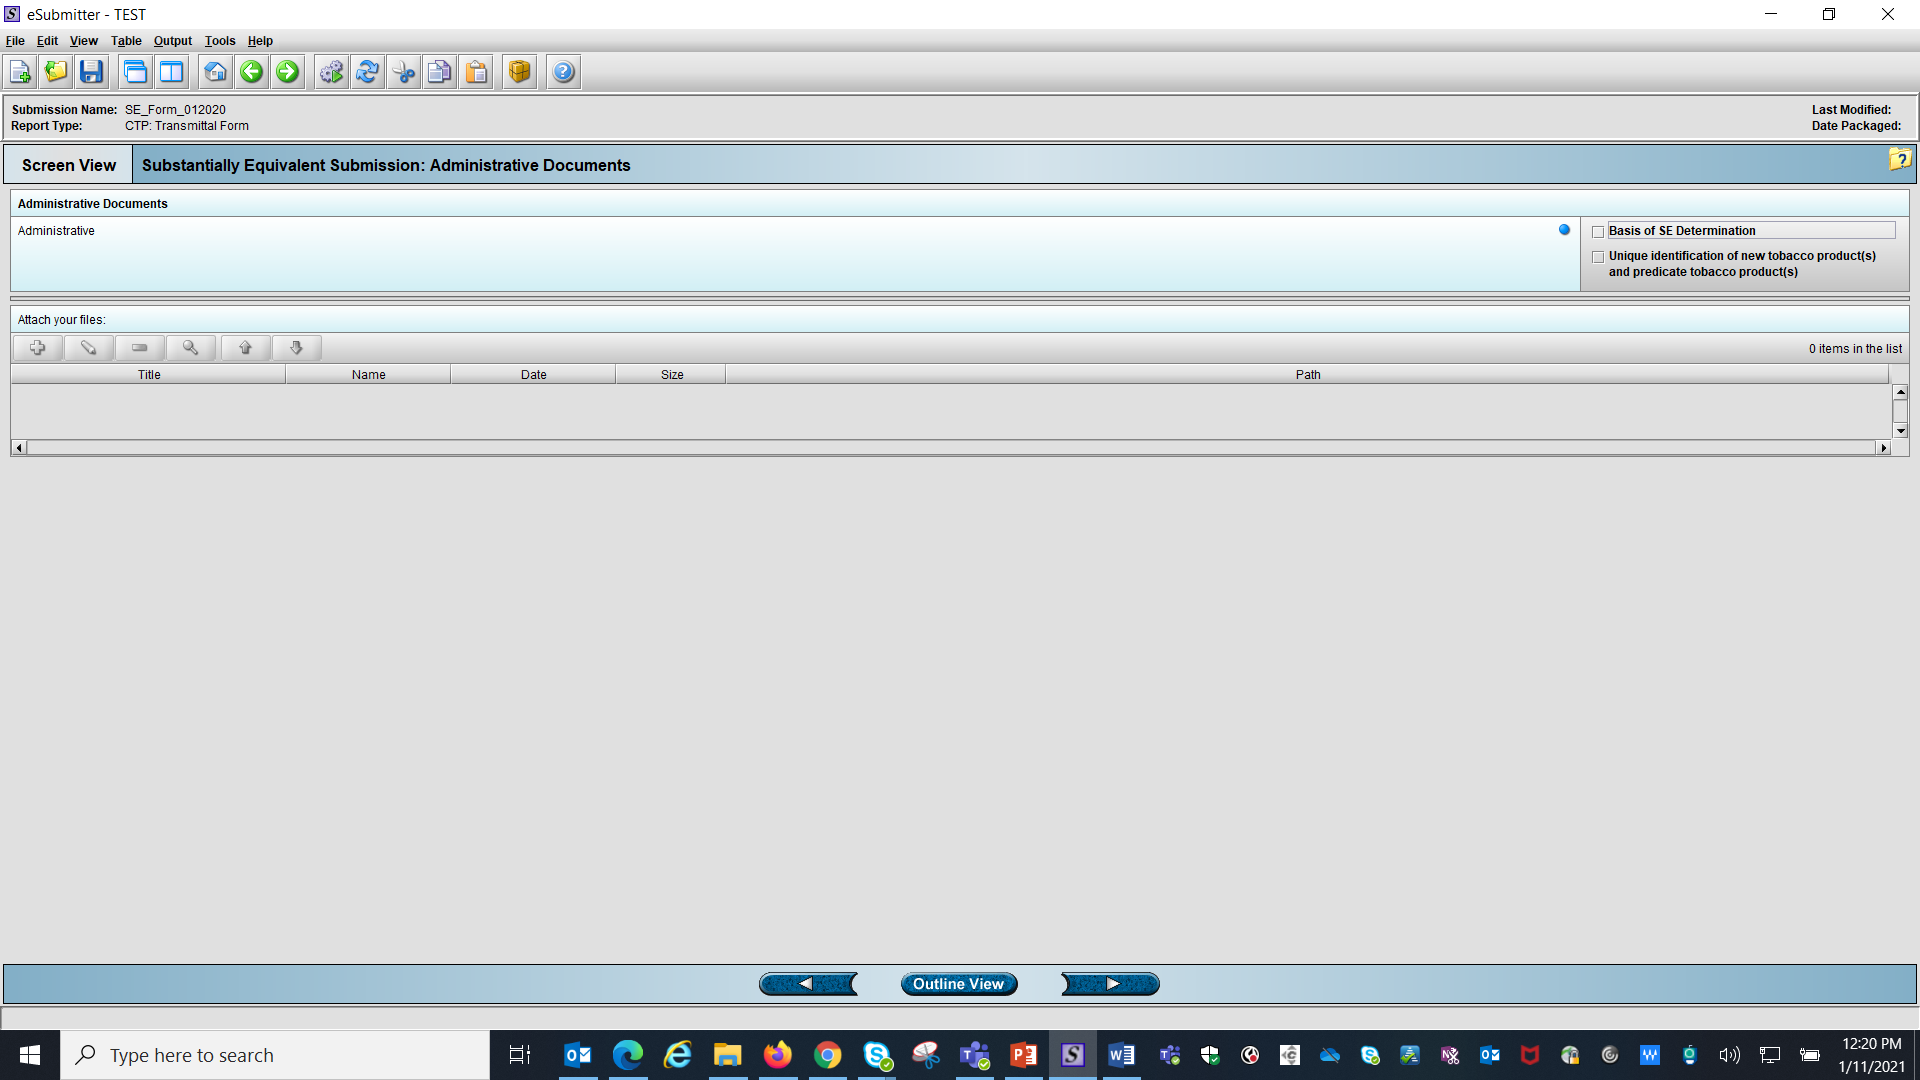 eSubmitter - TEST
File Edit View Table Output Tools Help
Submission Name: SE_Form_012020
Last Modified:
Report Type: CTP: Transmittal Form
Date Packaged:
Screen View
Substantially Equivalent Submission: Administrative Documents
Administrative Documents
Administrative
Basis of SE Determination
Unique identification of new tobacco product(s)
and predicate tobacco product(s)
Attach your files:
0 items in the list
Title Name Date Size Path
Outline View
Type here to search
12:20 PM
1/11/2021